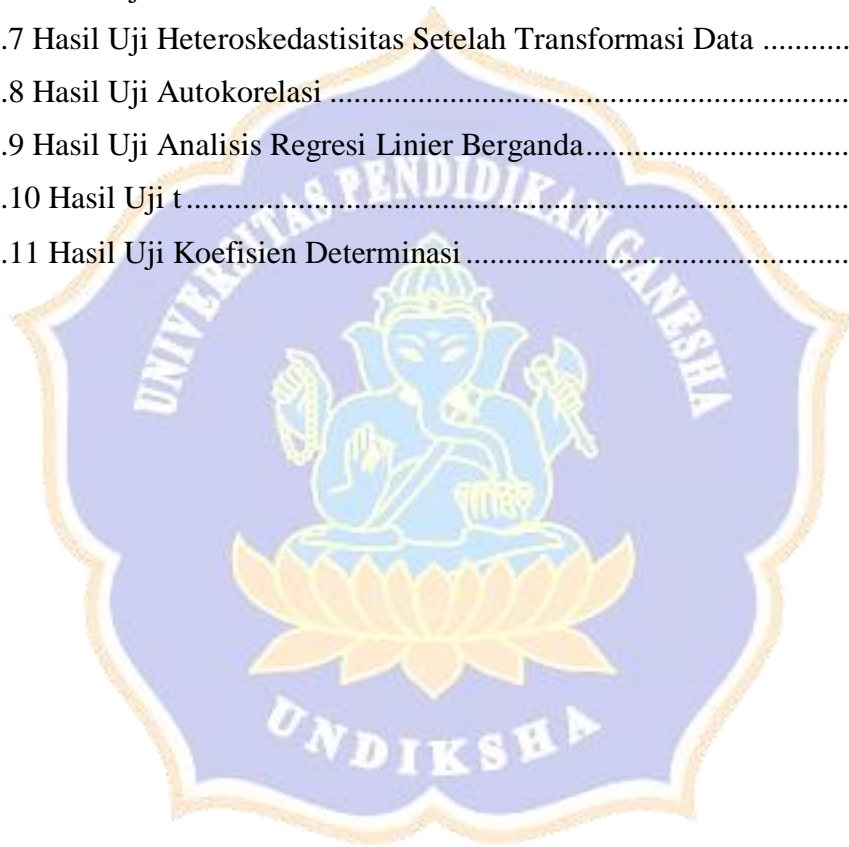 .7 Hasil Uji Heteroskedastisitas Setelah Transformasi Data ...........
.8 Hasil Uji Autokorelasi ..................................................................
.9 Hasil Uji Analisis Regresi Linier Berganda..................................
.10 Hasil Uji t.....................................................................................
.11 Hasil Uji Koefisien Determinasi .................................................
UNIVERSITAS PENDIDIKAN GANESHA
UNDIKSHA